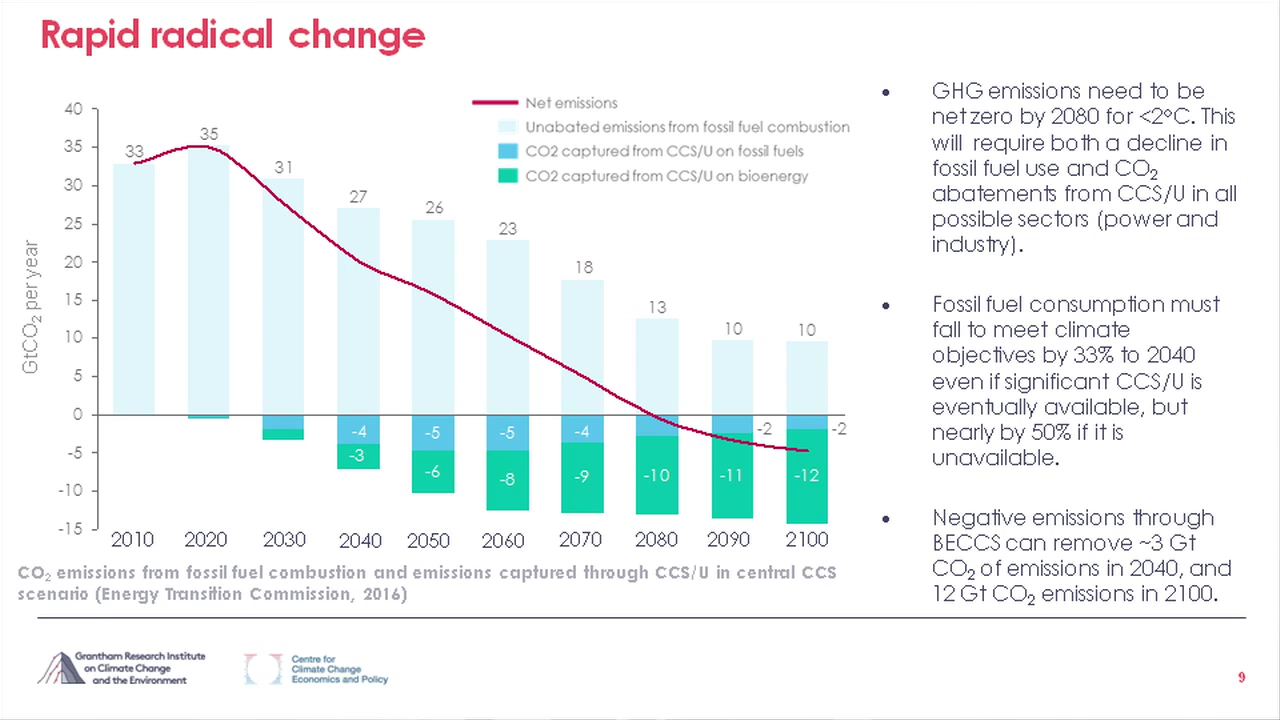 Rapid radical change
Net emissions
Unabated emissions from fossil fuel combustion
CO2 captured from CCS/U on fossil fuels
CO2 captured from CCS/U on bioenergy
GtCO₂ per year
40
35
30
25
20
15
10
5
0
-5
-10
-15
33
35
31
27
26
23
18
13
10
10
-4
-5
-5
-4
-2
-2
-3
-6
-8
-9
-10
-11
-12
2010 2020 2030 2040 2050 2060 2070 2080 2090 2100
CO₂ emissions from fossil fuel combustion and emissions captured through CCS/U in central CCS
scenario (Energy Transition Commission, 2016)
• GHG emissions need to be
net zero by 2080 for <2°C. This
will require both a decline in
fossil fuel use and CO₂
abatements from CCS/U in all
possible sectors (power and
industry).
• Fossil fuel consumption must
fall to meet climate
objectives by 33% to 2040
even if significant CCS/U is
eventually available, but
nearly by 50% if it is
unavailable.
• Negative emissions through
BECCS can remove ~3 Gt
CO₂ of emissions in 2040, and
12 Gt CO₂ emissions in 2100.
Grantham Research Institute
on Climate Change
and the Environment
Centre for
Climate Change
Economics and Policy
9